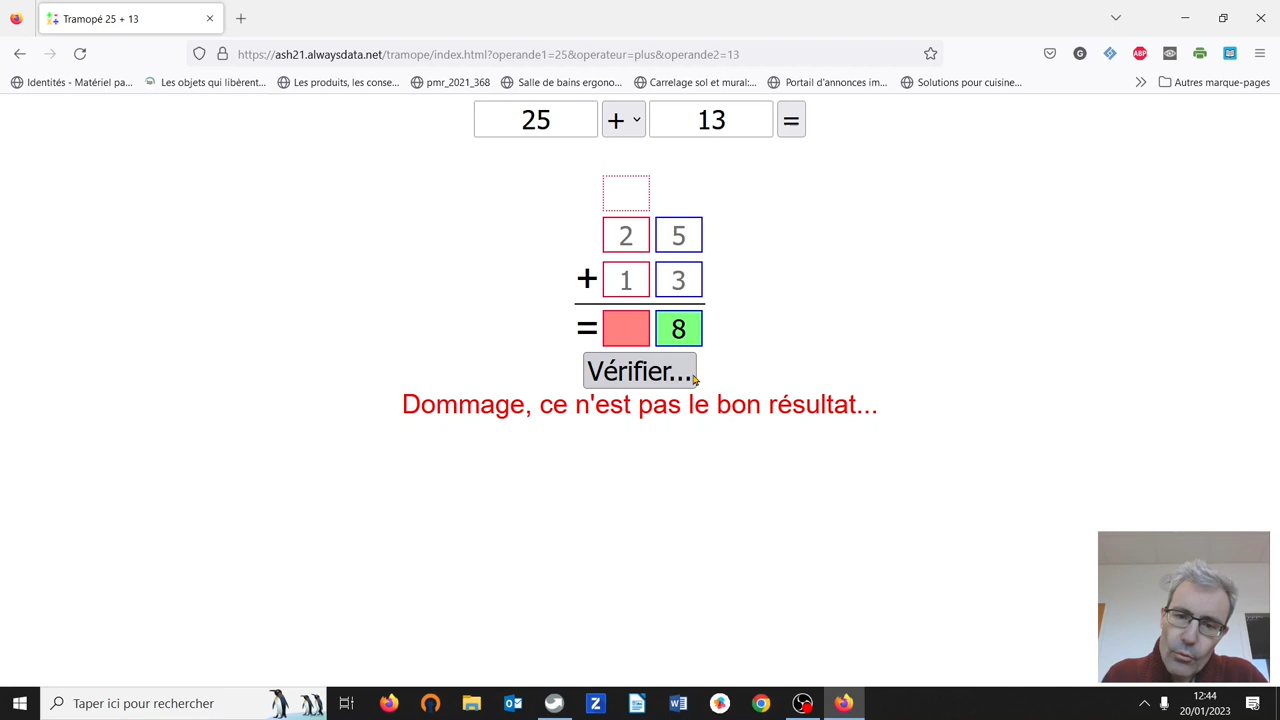 Tramopé 25 + 13
https://ash21.alwaysdata.net/tramope/index.html?operande1=25&operateur=plus&operande2=13
Identités - Matériel pa... Les objets qui libèrent... Les produits, les conse... pmr_2021_368 Salle de bains ergono... Carrelage sol et mural:... Portail d'annonces im... Solutions pour cuisine... Autres marque-pages
25 + 13 =
2 5
+ 1 3
= 8
Vérifier...
Dommage, ce n'est pas le bon résultat...
Taper ici pour rechercher
12:44
20/01/2023